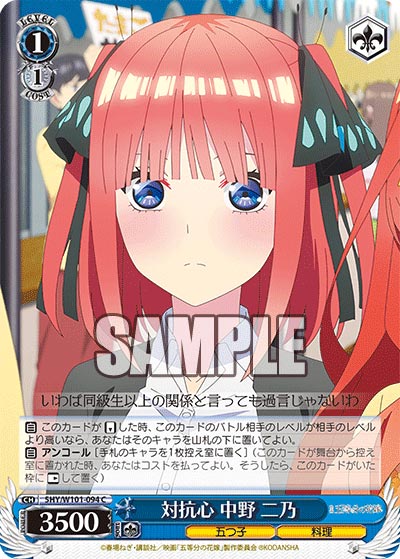 LEVEL
1
1
COST
SAMPLE
いわば同級生以上の関係と言っても過言じゃないわ
このカードが した時、このカードのバトル相手のレベルが相手のレベル
より高いなら、あなたはそのキャラを山札の下に置いてよい。
アンコール［手札のキャラを1枚控え室に置く］（このカードが舞台から控え
室に置かれた時、あなたはコストを払ってよい。そうしたら、このカードが
いた枠にレストして置く）
CH 5HY/W101-094 C
対抗心 中野 二乃
3500
五つ子
料理
©春場ねぎ・講談社／映画「五等分の花嫁」製作委員会 ®KODANSHA